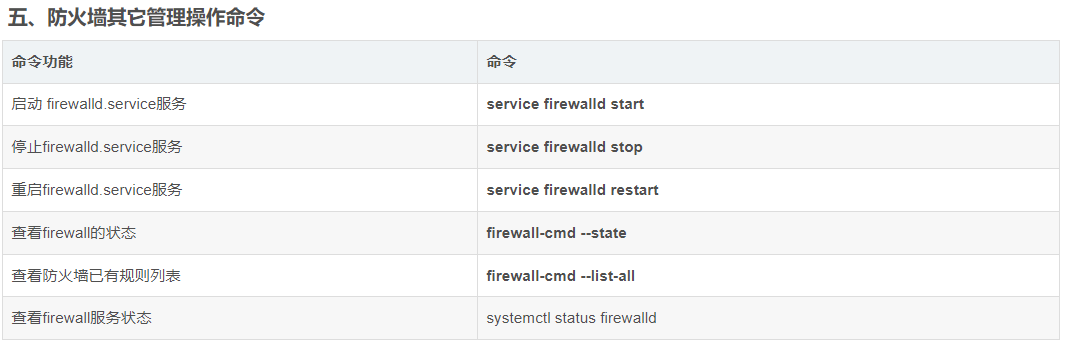 五、防火墙其它管理操作命令
命令功能 命令
启动 firewalld.service服务 service firewalld start
停止firewalld.service服务 service firewalld stop
重启firewalld.service服务 service firewalld restart
查看firewall的状态 firewall-cmd --state
查看防火墙已有规则列表 firewall-cmd --list-all
查看firewall服务状态 systemctl status firewalld